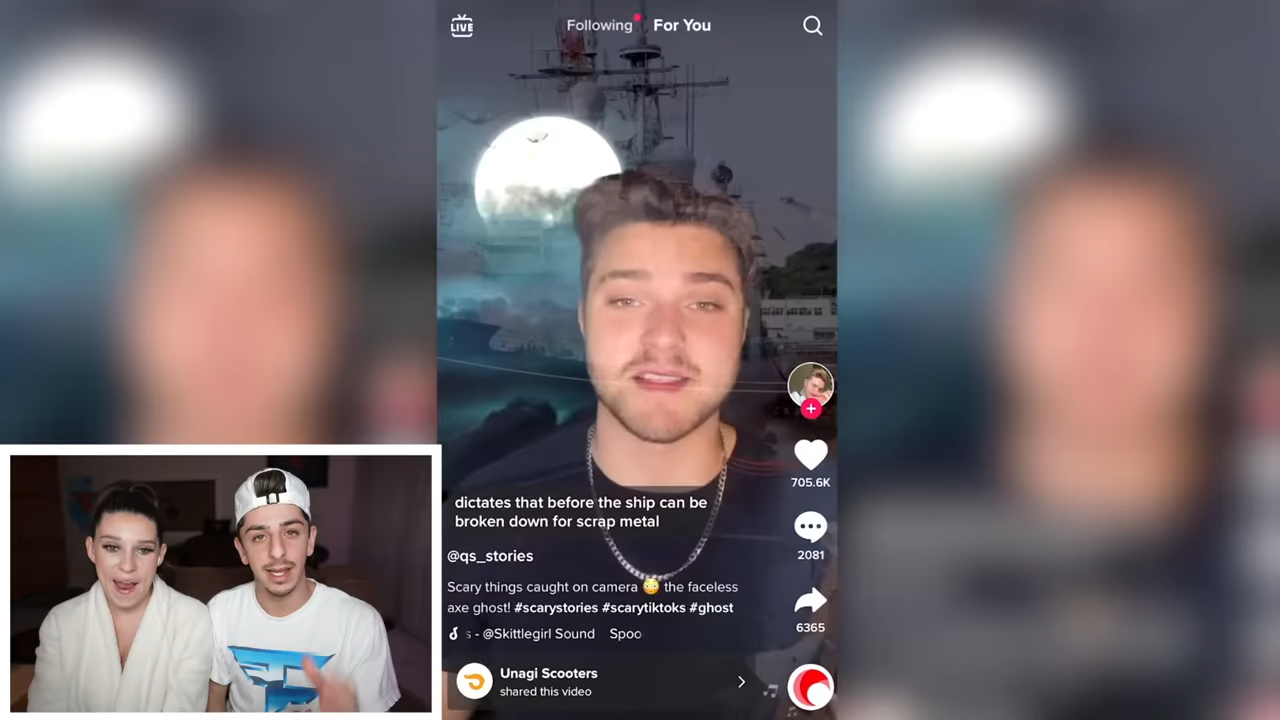 LIVE
Following
For You
705.6K
dictates that before the ship can be
broken down for scrap metal
2081
@qs_stories
Scary things caught on camera 😳 the faceless
axe ghost! #scarystories #scarytiktoks #ghost
6365
s - @Skittlegirl Sound Spoo
Unagi Scooters
shared this video